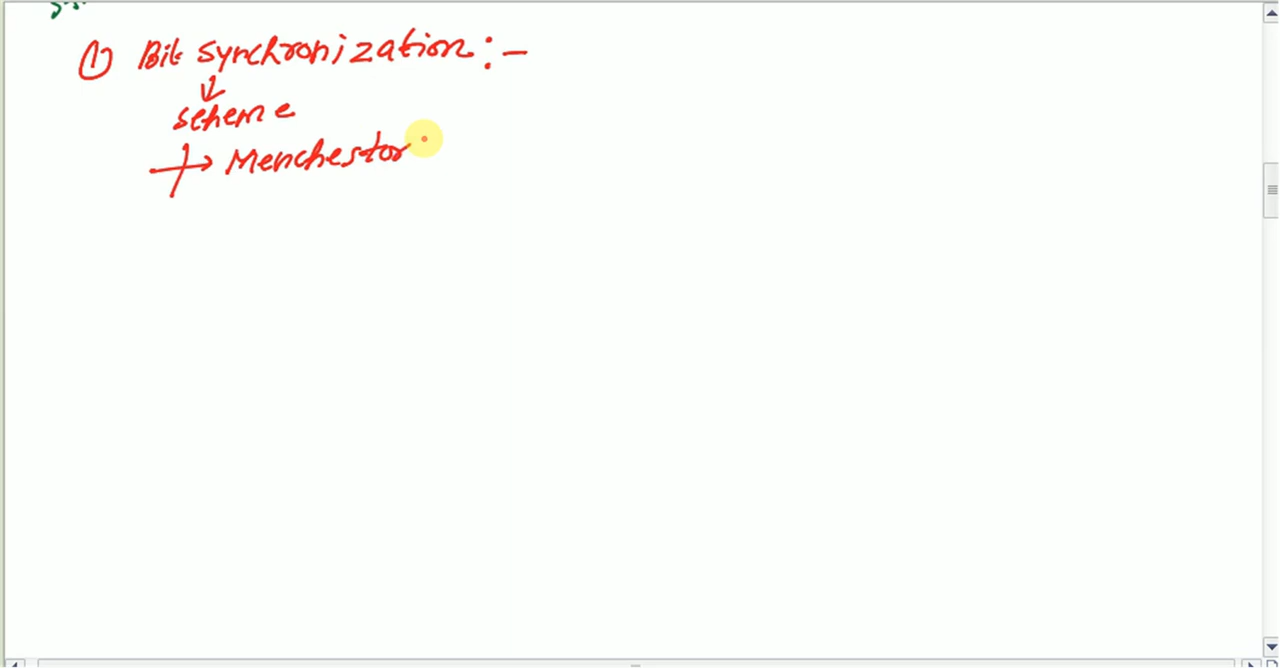 ① Bit synchronization :-
↓
scheme
→ Menchestor